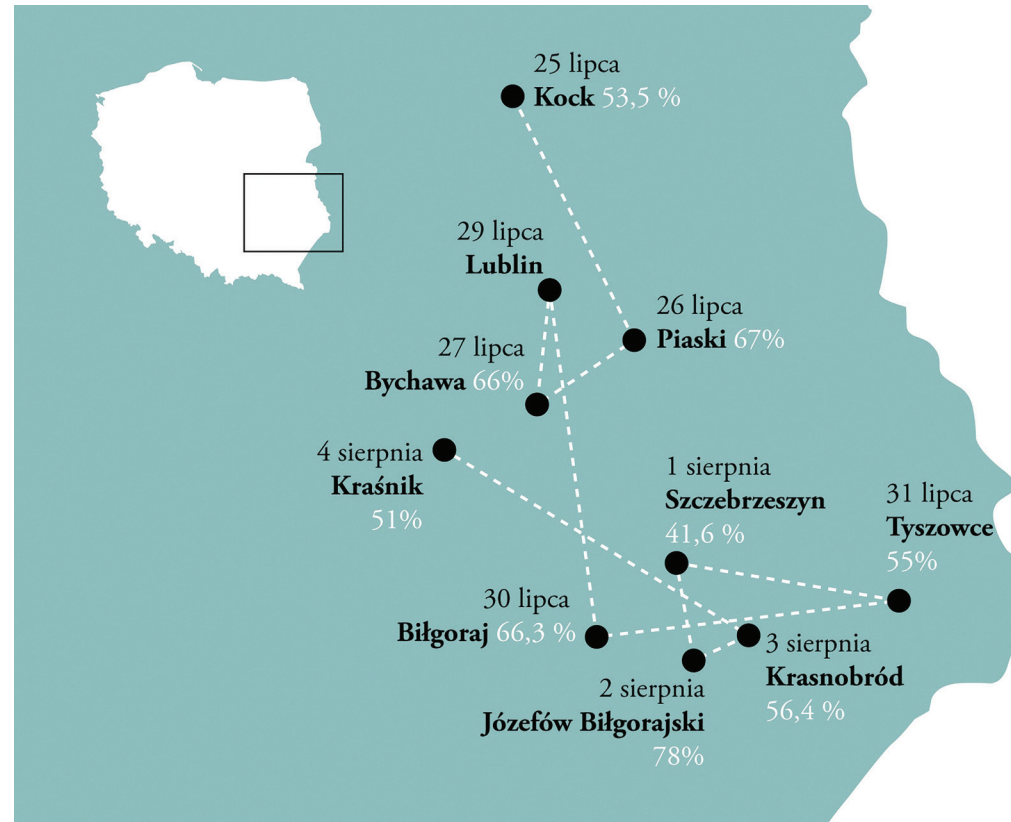 25 lipca
Kock 53,5 %
29 lipca
Lublin
26 lipca
Piaski 67%
27 lipca
Bychawa 66%
4 sierpnia
Kraśnik
51%
1 sierpnia
Szczebrzeszyn
41,6 %
31 lipca
Tyszowce
55%
30 lipca
Biłgoraj 66,3 %
3 sierpnia
Krasnobród
56,4 %
2 sierpnia
Józefów Biłgorajski
78%